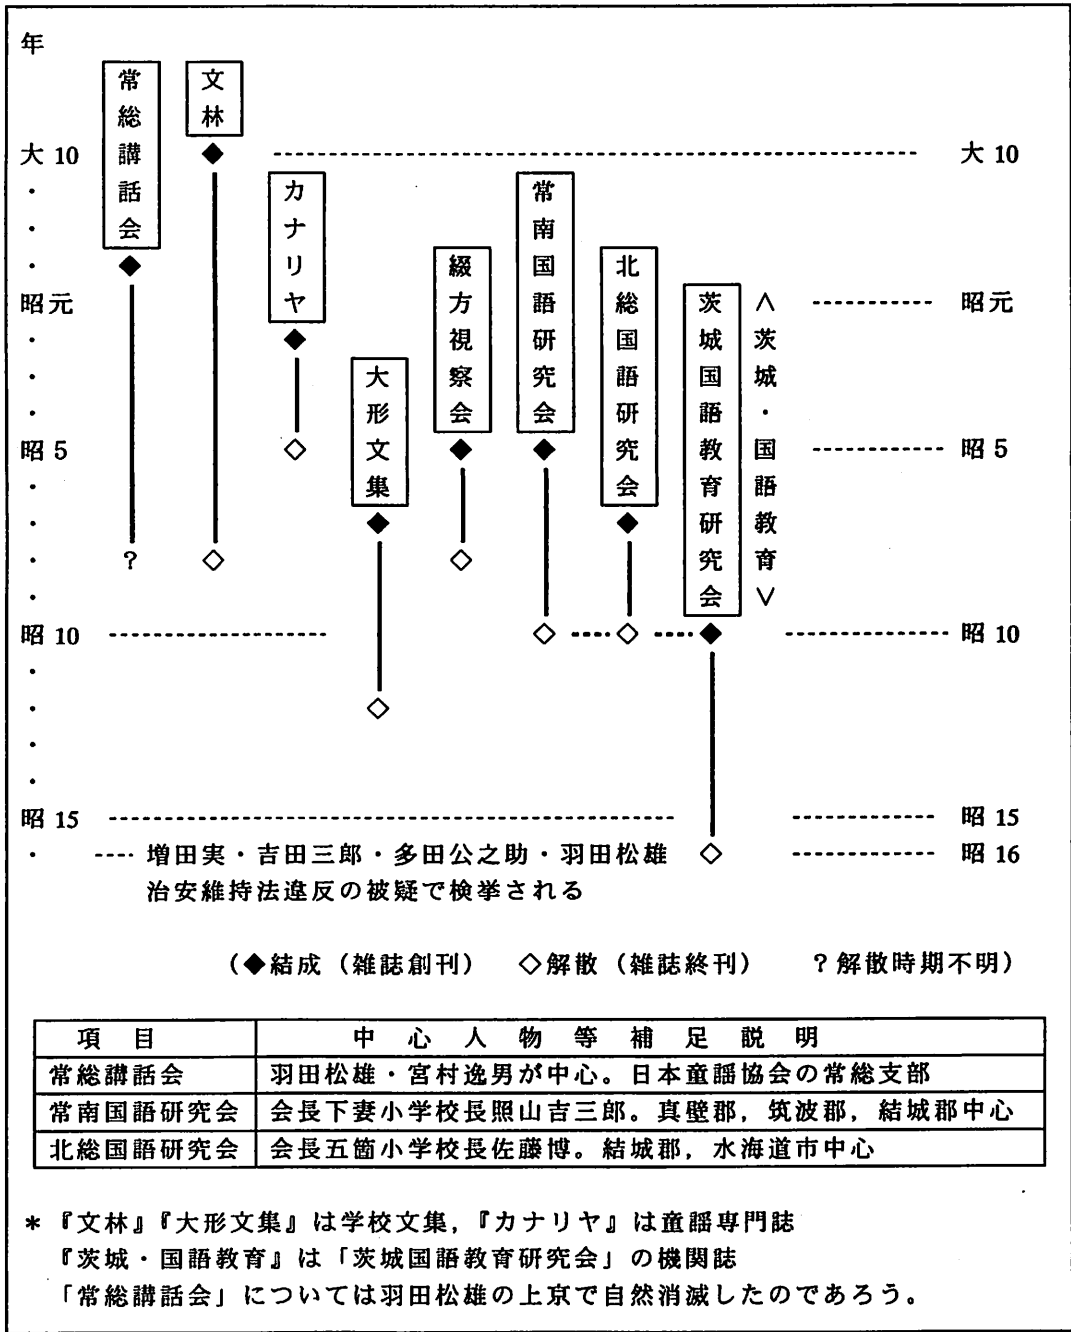 年
常総講話会
文林
大10
大10
カナリヤ
常南国語研究会
綴方視察会
北総国語研究会
昭元
茨城国語教育研究会
＜茨城・国語教育＞
昭元
大形文集
昭5
昭5
?
昭10
昭10
昭15
昭15
増田実・吉田三郎・多田公之助・羽田松雄
昭16
治安維持法違反の被疑で検挙される
（◆結成（雑誌創刊） ◇解散（雑誌終刊） ?解散時期不明）
項目 中心人物等補足説明
常総講話会 羽田松雄・宮村逸男が中心。日本童謡協会の常総支部
常南国語研究会 会長下妻小学校長照山吉三郎。真壁郡，筑波郡，結城郡中心
北総国語研究会 会長五箇小学校長佐藤博。結城郡，水海道市中心
＊『文林』『大形文集』は学校文集，『カナリヤ』は童謡専門誌
『茨城・国語教育』は「茨城国語教育研究会」の機関誌
「常総講話会」については羽田松雄の上京で自然消滅したのであろう。